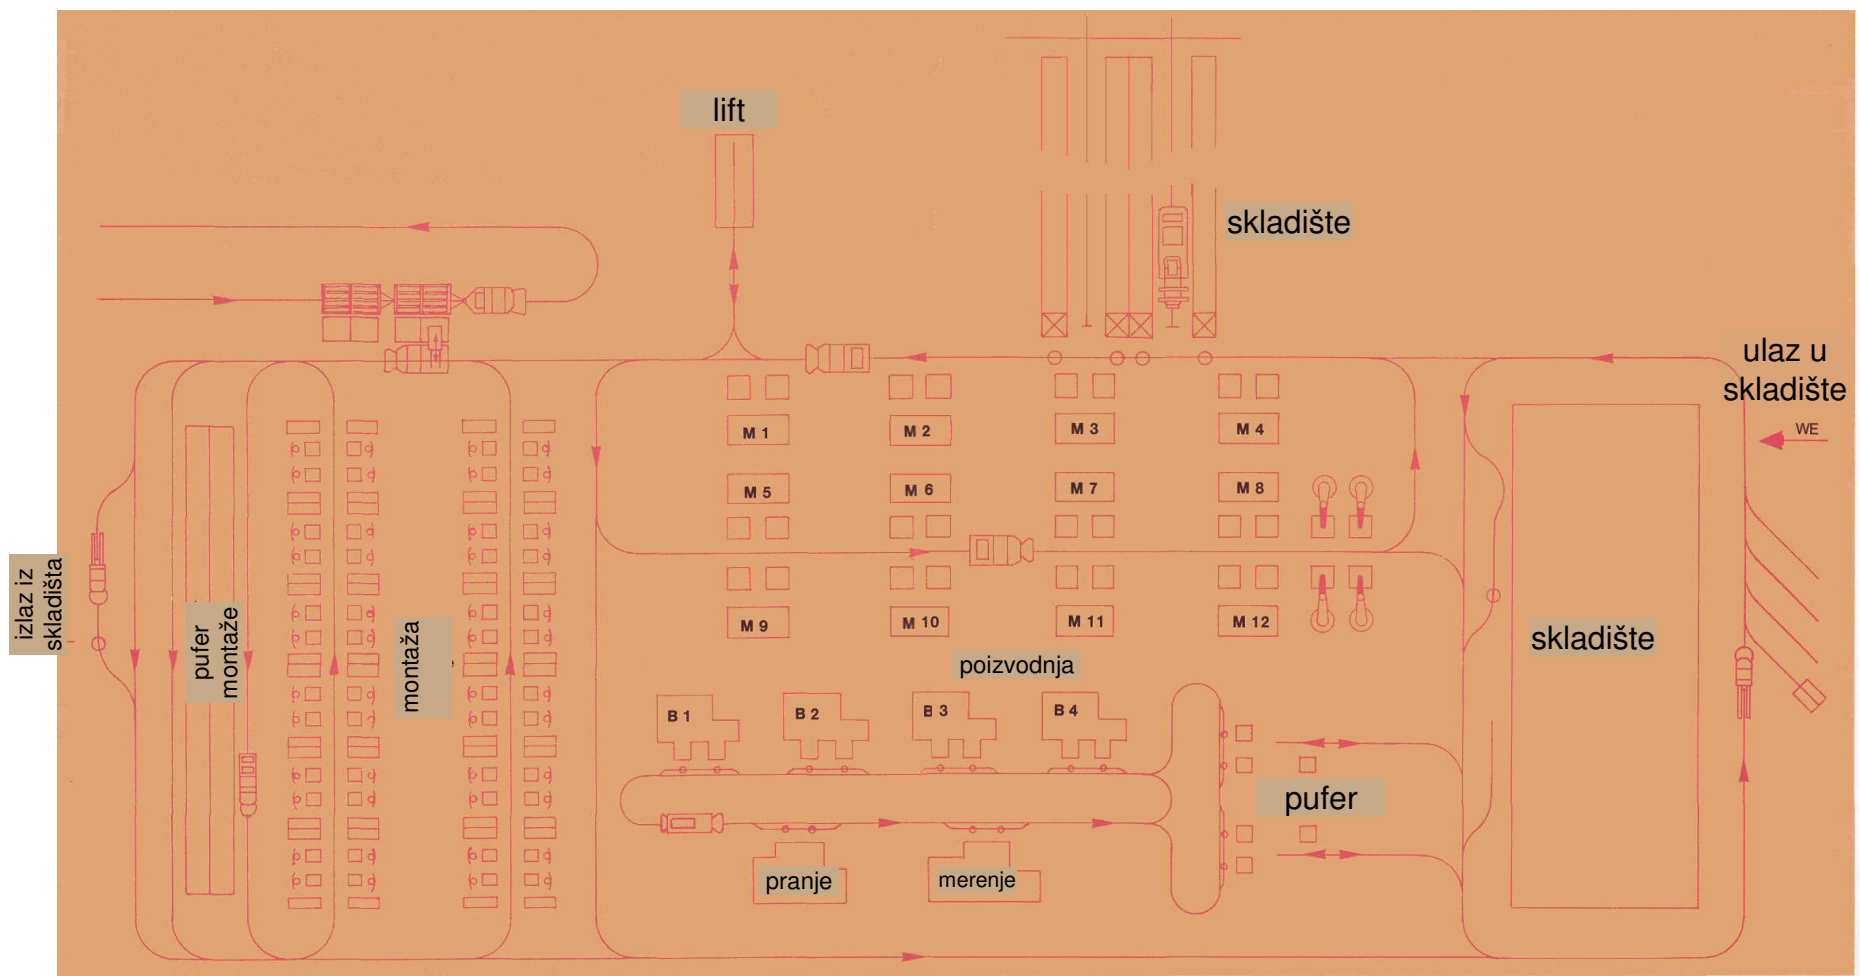 lift
skladište
ulaz u
skladište
WE
M 1
M 2
M 3
M 4
M 5
M 6
M 7
M 8
izlaz iz
skladišta
pufer
montaže
montaža
M 9
M 10
M 11
M 12
skladište
poizvodnja
B 1
B 2
B 3
B 4
pufer
pranje
merenje